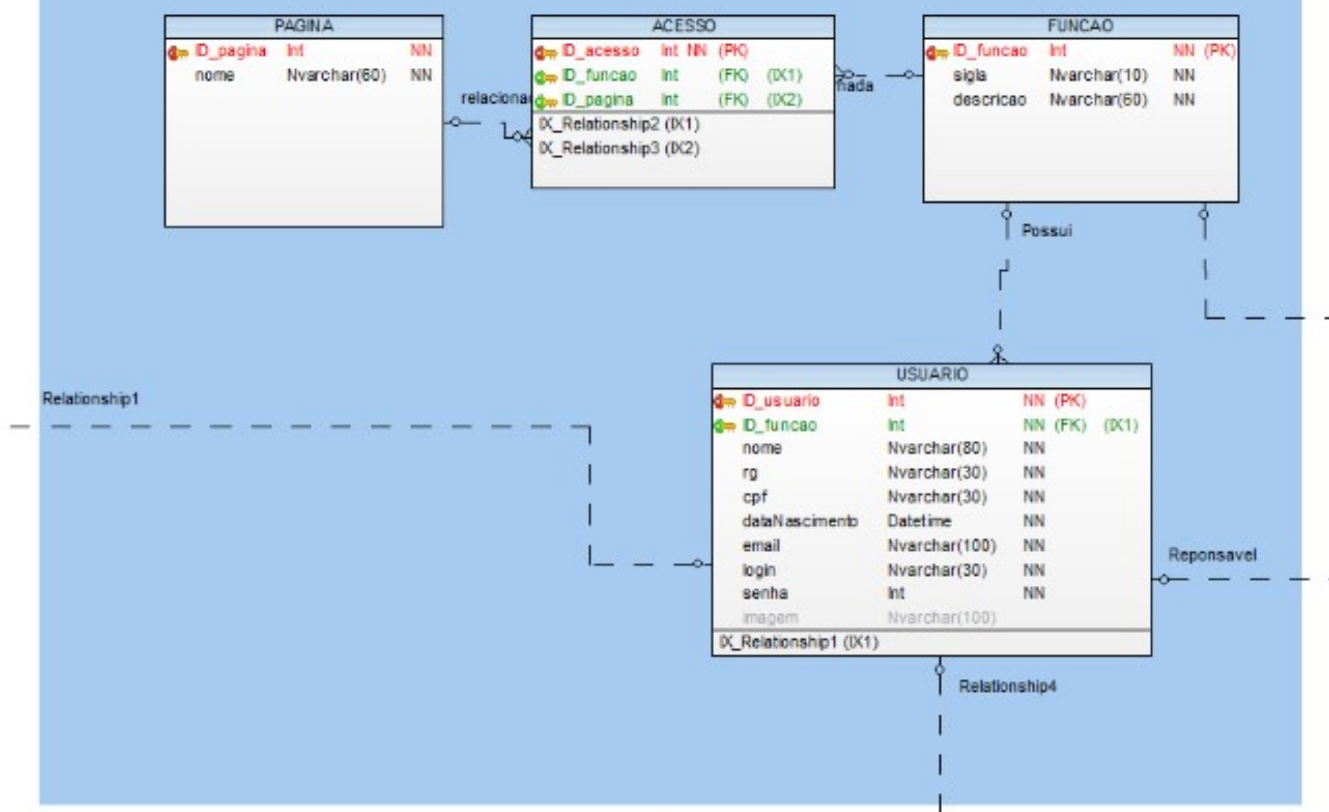 PAGINA
ID_pagina Int NN
nome Nvarchar(60) NN
ACESSO
ID_acesso Int NN (PK)
ID_funcao Int (FK) (IX1)
ID_pagina Int (FK) (IX2)
IX_Relationship2 (IX1)
IX_Relationship3 (IX2)
FUNCAO
ID_funcao Int NN (PK)
sigla Nvarchar(10) NN
descricao Nvarchar(60) NN
relaciona
nada
Possui
Relationship1
USUARIO
ID_usuario Int NN (PK)
ID_funcao Int NN (FK) (IX1)
nome Nvarchar(80) NN
rg Nvarchar(30) NN
cpf Nvarchar(30) NN
dataNascimento Datetime NN
email Nvarchar(100) NN
login Nvarchar(30) NN
senha Int NN
imagem Nvarchar(100)
IX_Relationship1 (IX1)
Reponsavel
Relationship4